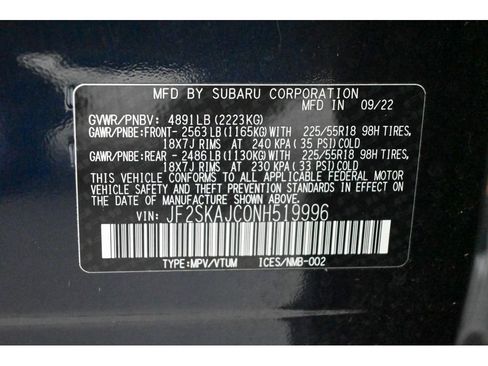 MFD BY SUBARU CORPORATION
MFD IN 09/22
GVWR/PNBV: 4891LB(2223KG)
GAWR/PNBE:FRONT- 2563LB(1165KG)WITH 225/55R18 98H TIRES,
18X7J RIMS AT 240 KPA(35 PSI)COLD
GAWR/PNBE:REAR - 2486LB(1130KG)WITH 225/55R18 98H TIRES,
18X7J RIMS AT 230 KPA(33 PSI)COLD
THIS VEHICLE CONFORMS TO ALL APPLICABLE FEDERAL MOTOR
VEHICLE SAFETY AND THEFT PREVENTION STANDARDS IN EFFECT ON
THE DATE OF MANUFACTURE SHOWN ABOVE.
VIN: JF2SKAJC0NH519996
TYPE:MPV/VTUM ICES/NMB-002